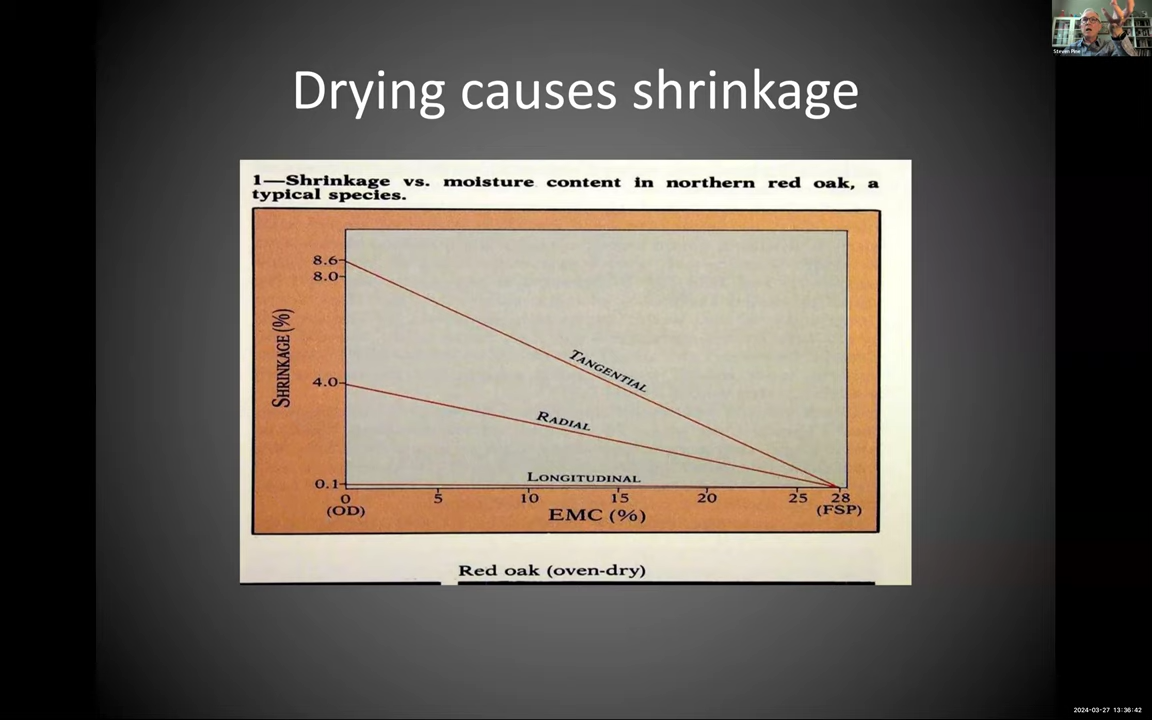 Steven Pine
Drying causes shrinkage
1—Shrinkage vs. moisture content in northern red oak, a
typical species.
8.6
8.0
SHRINKAGE (%)
4.0
0.1
TANGENTIAL
RADIAL
LONGITUDINAL
0 5 10 15 20 25 28
(OD) EMC (%) (FSP)
Red oak (oven-dry)
2024-03-27 13:36:42